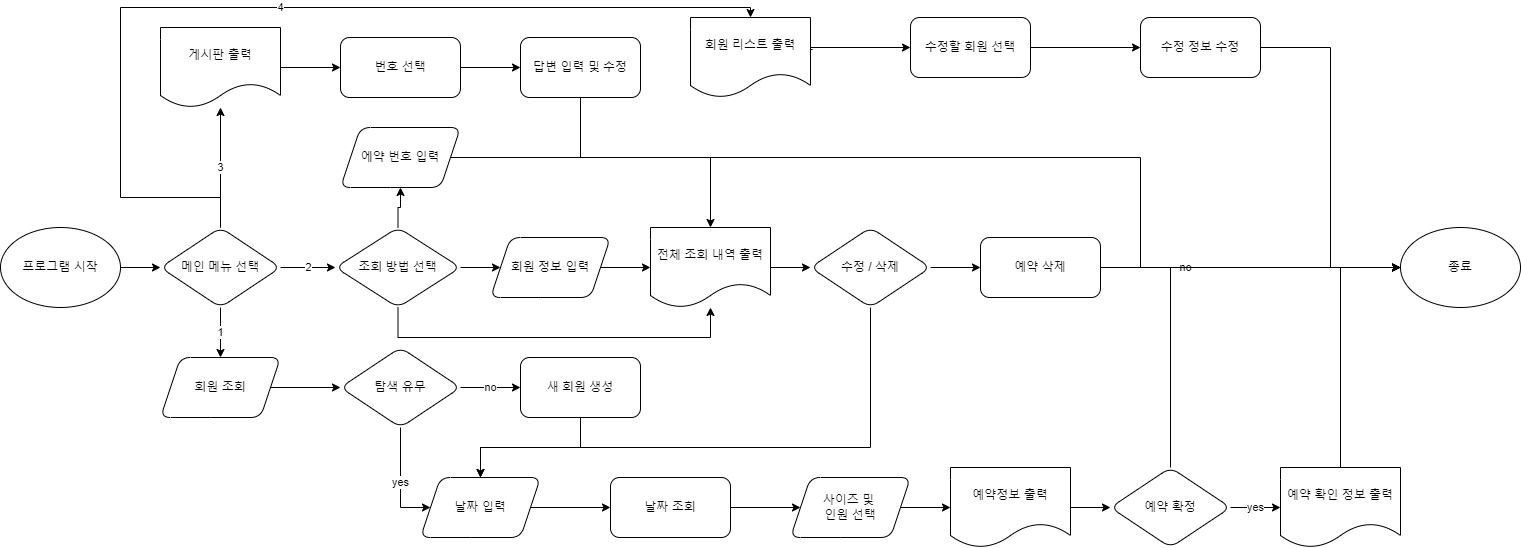 4
게시판 출력
번호 선택
답변 입력 및 수정
회원 리스트 출력
수정할 회원 선택
수정 정보 수정
3
에약 번호 입력
프로그램 시작
메인 메뉴 선택
2
조회 방법 선택
회원 정보 입력
전체 조회 내역 출력
수정 / 삭제
예약 삭제
no
종료
1
회원 조회
탐색 유무
no
새 회원 생성
yes
날짜 입력
날짜 조회
사이즈 및
인원 선택
예약정보 출력
예약 확정
yes
예약 확인 정보 출력